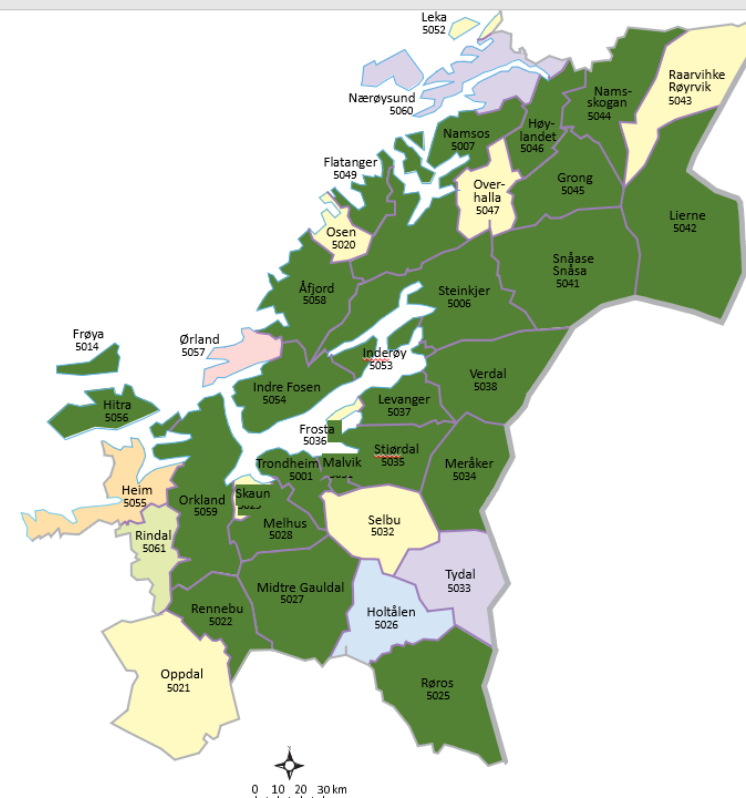 Leka
5052
Raarvihke
Røyrvik
5043
Nams-
skogan
5044
Nærøysund
5060
Høy-
landet
5046
Namsos
5007
Flatanger
5049
Grong
5045
Over-
halla
5047
Lierne
5042
Osen
5020
Snåase
Snåsa
5041
Åfjord
5058
Steinkjer
5006
Frøya
5014
Ørland
5057
Inderøy
5053
Verdal
5038
Indre Fosen
5054
Hitra
5056
Levanger
5037
Frosta
5036
Stjørdal
5035
Trondheim
5001
Malvik
Meråker
5034
Heim
5055
Orkland
5059
Skaun
Melhus
5028
Selbu
5032
Rindal
5061
Tydal
5033
Midtre Gauldal
5027
Rennebu
5022
Holtålen
5026
Oppdal
5021
Røros
5025
0 10 20 30 km